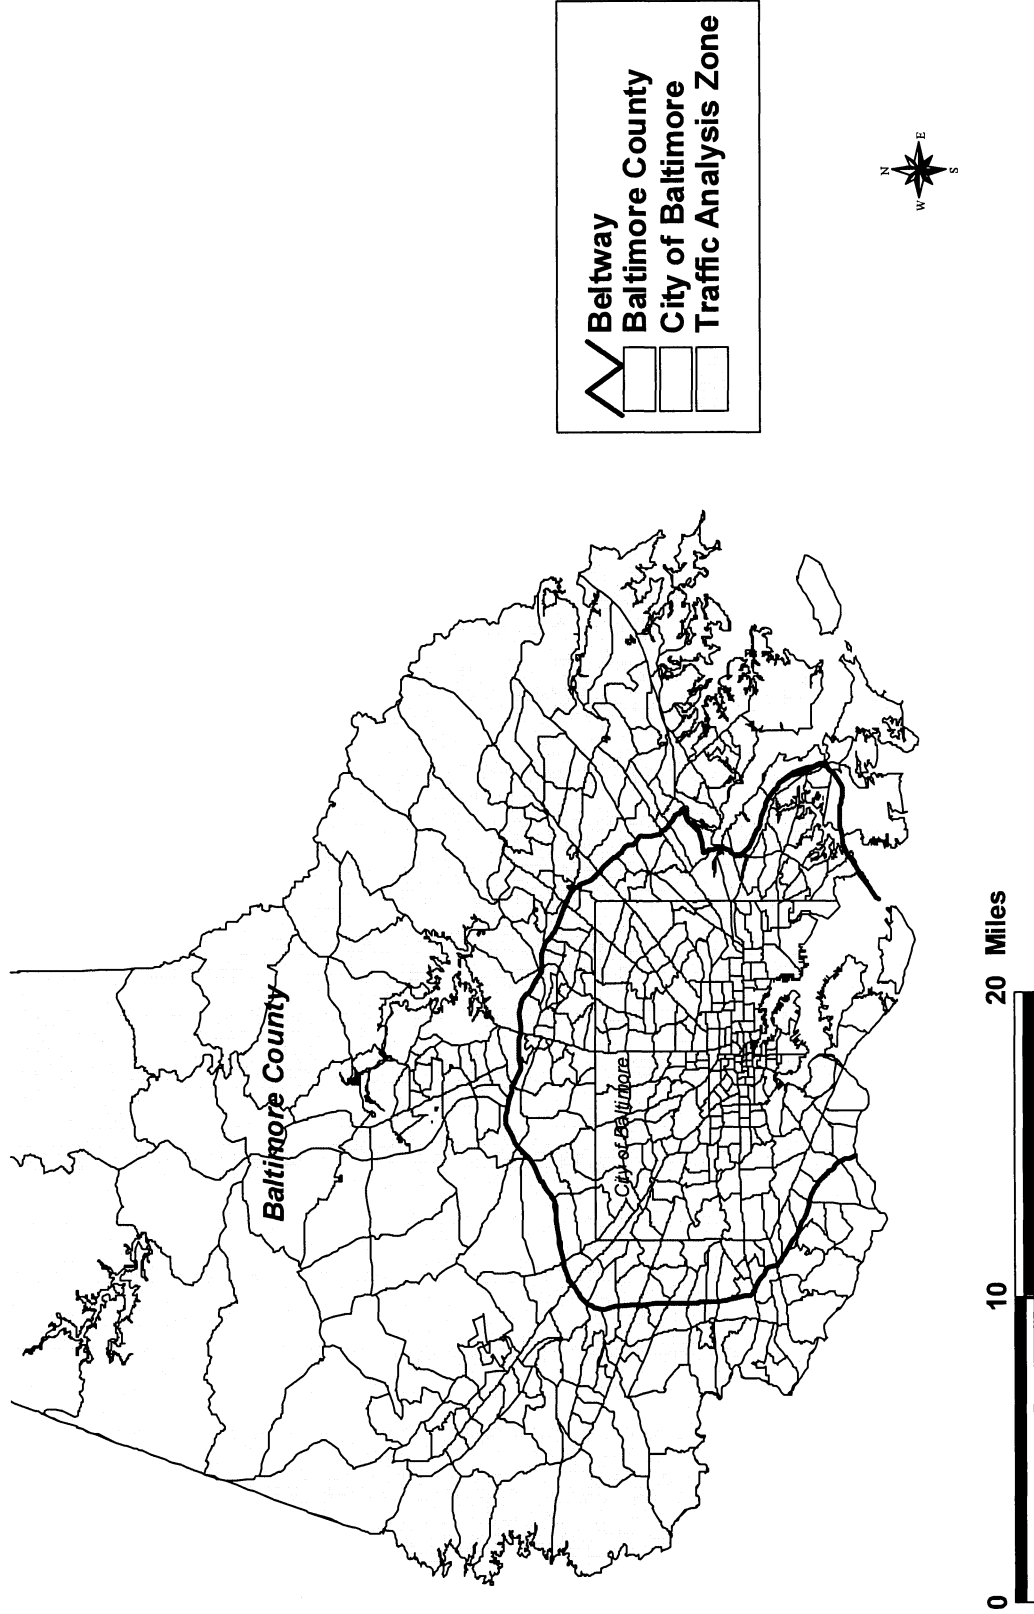 Beltway
Baltimore County
City of Baltimore
Traffic Analysis Zone
N
W
E
S
Baltimore County
City of Baltimore
0
10
20 Miles